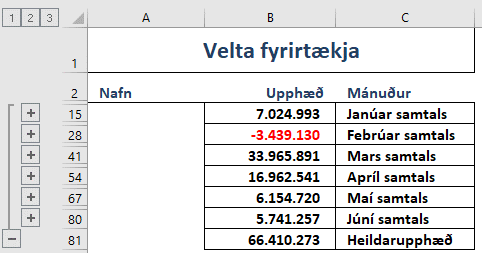 1 2 3 A B C
1 Velta fyrirtækja
2 Nafn Upphæð Mánuður
15 7.024.993 Janúar samtals
28 -3.439.130 Febrúar samtals
41 33.965.891 Mars samtals
54 16.962.541 Apríl samtals
67 6.154.720 Maí samtals
80 5.741.257 Júní samtals
81 66.410.273 Heildarupphæð